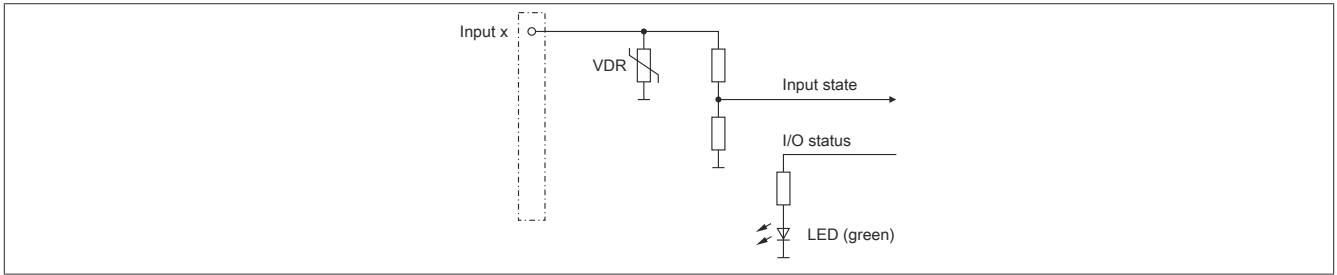 Input x
VDR
Input state
I/O status
LED (green)